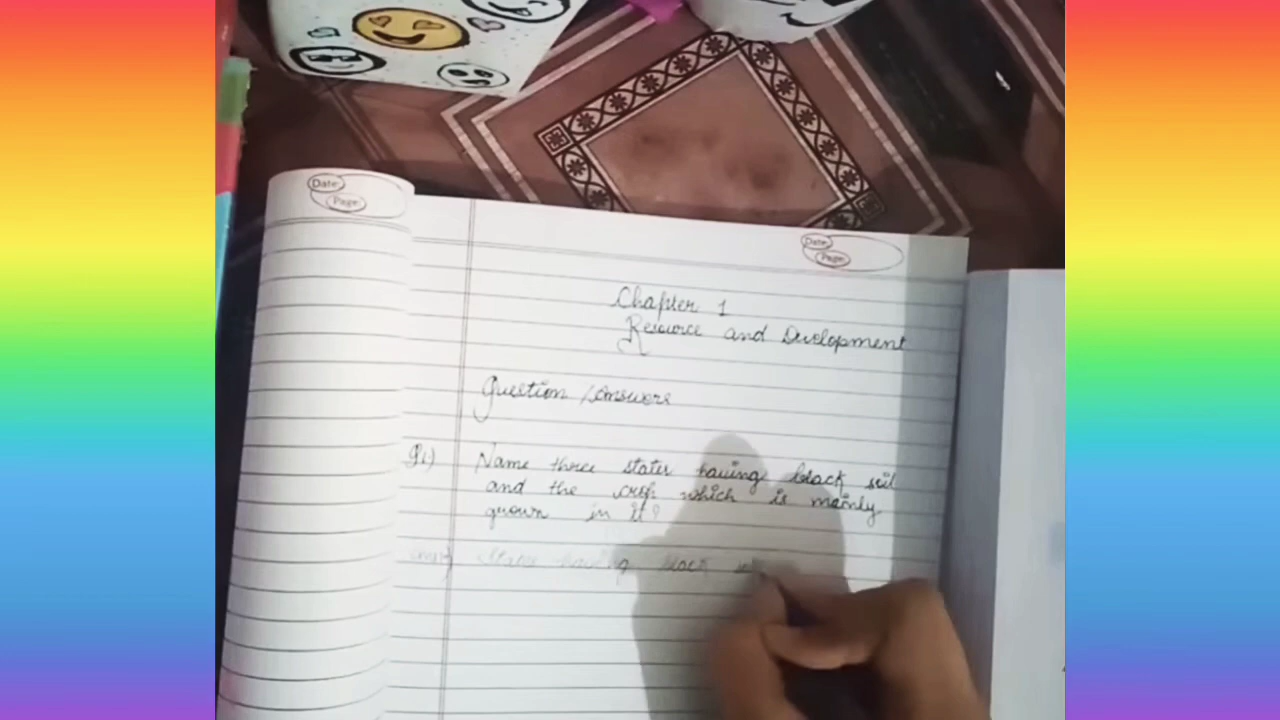 Date:
Page:
Date:
Page:
Chapter 1
Resource and Development
Question / Answers
Q1)
Name three states having black soil
and the crop which is mainly
grown in it?
Ans) States having black